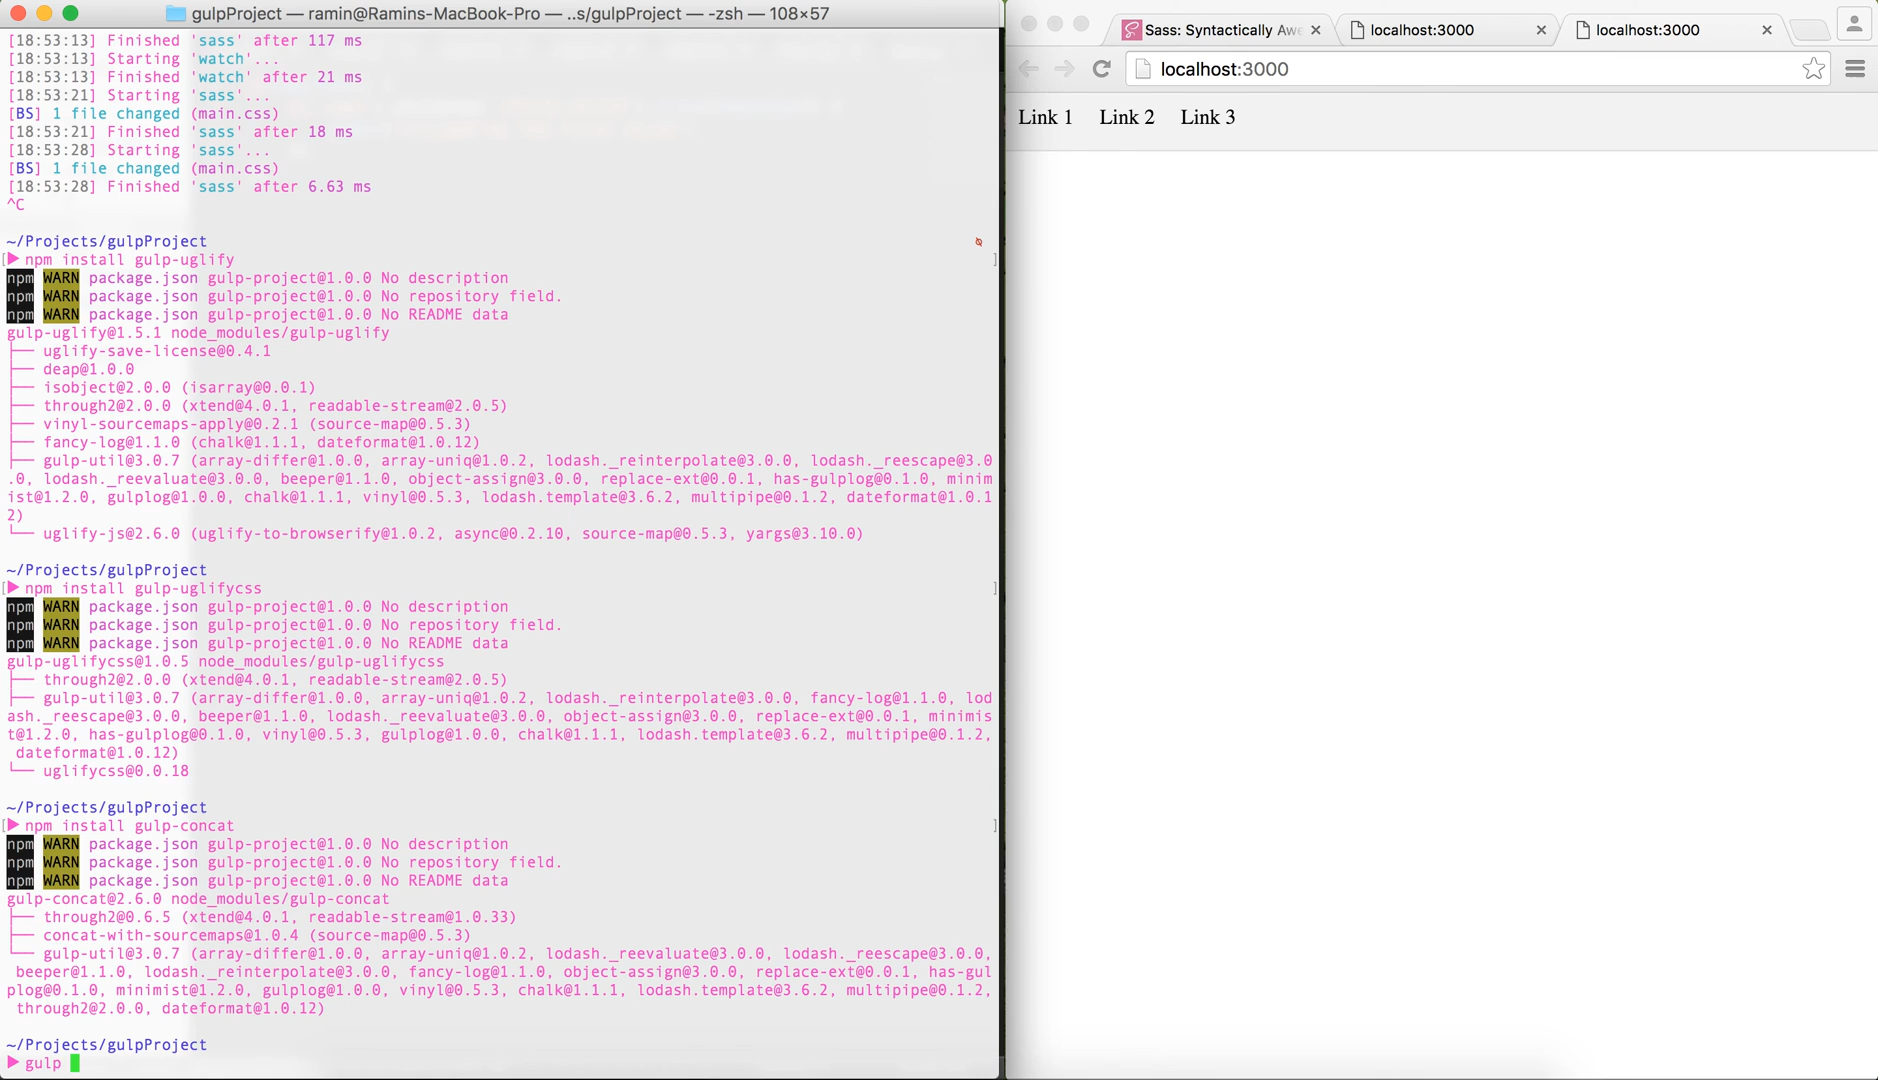 gulpProject — ramin@Ramins-MacBook-Pro — ..s/gulpProject — -zsh — 108×57
[18:53:13] Finished 'sass' after 117 ms
[18:53:13] Starting 'watch'...
[18:53:13] Finished 'watch' after 21 ms
[18:53:21] Starting 'sass'...
[BS] 1 file changed (main.css)
[18:53:21] Finished 'sass' after 18 ms
[18:53:28] Starting 'sass'...
[BS] 1 file changed (main.css)
[18:53:28] Finished 'sass' after 6.63 ms
^C
~/Projects/gulpProject
[▶ npm install gulp-uglify ]
npm WARN package.json gulp-project@1.0.0 No description
npm WARN package.json gulp-project@1.0.0 No repository field.
npm WARN package.json gulp-project@1.0.0 No README data
gulp-uglify@1.5.1 node_modules/gulp-uglify
├── uglify-save-license@0.4.1
├── deap@1.0.0
├── isobject@2.0.0 (isarray@0.0.1)
├── through2@2.0.0 (xtend@4.0.1, readable-stream@2.0.5)
├── vinyl-sourcemaps-apply@0.2.1 (source-map@0.5.3)
├── fancy-log@1.1.0 (chalk@1.1.1, dateformat@1.0.12)
├── gulp-util@3.0.7 (array-differ@1.0.0, array-uniq@1.0.2, lodash._reinterpolate@3.0.0, lodash._reescape@3.0
.0, lodash._reevaluate@3.0.0, beeper@1.1.0, object-assign@3.0.0, replace-ext@0.0.1, has-gulplog@0.1.0, minim
ist@1.2.0, gulplog@1.0.0, chalk@1.1.1, vinyl@0.5.3, lodash.template@3.6.2, multipipe@0.1.2, dateformat@1.0.1
2)
└── uglify-js@2.6.0 (uglify-to-browserify@1.0.2, async@0.2.10, source-map@0.5.3, yargs@3.10.0)
~/Projects/gulpProject
[▶ npm install gulp-uglifycss ]
npm WARN package.json gulp-project@1.0.0 No description
npm WARN package.json gulp-project@1.0.0 No repository field.
npm WARN package.json gulp-project@1.0.0 No README data
gulp-uglifycss@1.0.5 node_modules/gulp-uglifycss
├── through2@2.0.0 (xtend@4.0.1, readable-stream@2.0.5)
├── gulp-util@3.0.7 (array-differ@1.0.0, array-uniq@1.0.2, lodash._reinterpolate@3.0.0, fancy-log@1.1.0, lod
ash._reescape@3.0.0, beeper@1.1.0, lodash._reevaluate@3.0.0, object-assign@3.0.0, replace-ext@0.0.1, minimis
t@1.2.0, has-gulplog@0.1.0, vinyl@0.5.3, gulplog@1.0.0, chalk@1.1.1, lodash.template@3.6.2, multipipe@0.1.2,
dateformat@1.0.12)
└── uglifycss@0.0.18
~/Projects/gulpProject
[▶ npm install gulp-concat ]
npm WARN package.json gulp-project@1.0.0 No description
npm WARN package.json gulp-project@1.0.0 No repository field.
npm WARN package.json gulp-project@1.0.0 No README data
gulp-concat@2.6.0 node_modules/gulp-concat
├── through2@0.6.5 (xtend@4.0.1, readable-stream@1.0.33)
├── concat-with-sourcemaps@1.0.4 (source-map@0.5.3)
└── gulp-util@3.0.7 (array-differ@1.0.0, array-uniq@1.0.2, lodash._reevaluate@3.0.0, lodash._reescape@3.0.0,
beeper@1.1.0, lodash._reinterpolate@3.0.0, fancy-log@1.1.0, object-assign@3.0.0, replace-ext@0.0.1, has-gul
plog@0.1.0, minimist@1.2.0, gulplog@1.0.0, vinyl@0.5.3, chalk@1.1.1, lodash.template@3.6.2, multipipe@0.1.2,
through2@2.0.0, dateformat@1.0.12)
~/Projects/gulpProject
▶ gulp
Sass: Syntactically Awe
localhost:3000
localhost:3000
localhost:3000
Link 1 Link 2 Link 3